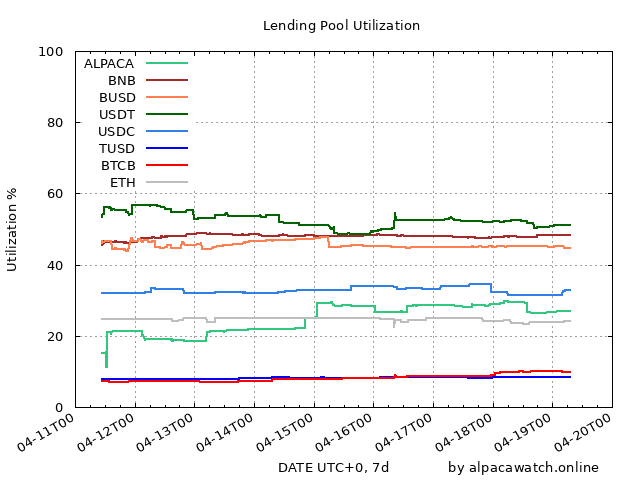 Lending Pool Utilization
Utilization %
100
80
60
40
20
0
ALPACA
BNB
BUSD
USDT
USDC
TUSD
BTCB
ETH
04-11T00
04-12T00
04-13T00
04-14T00
04-15T00
04-16T00
04-17T00
04-18T00
04-19T00
04-20T00
DATE UTC+0, 7d
by alpacawatch.online